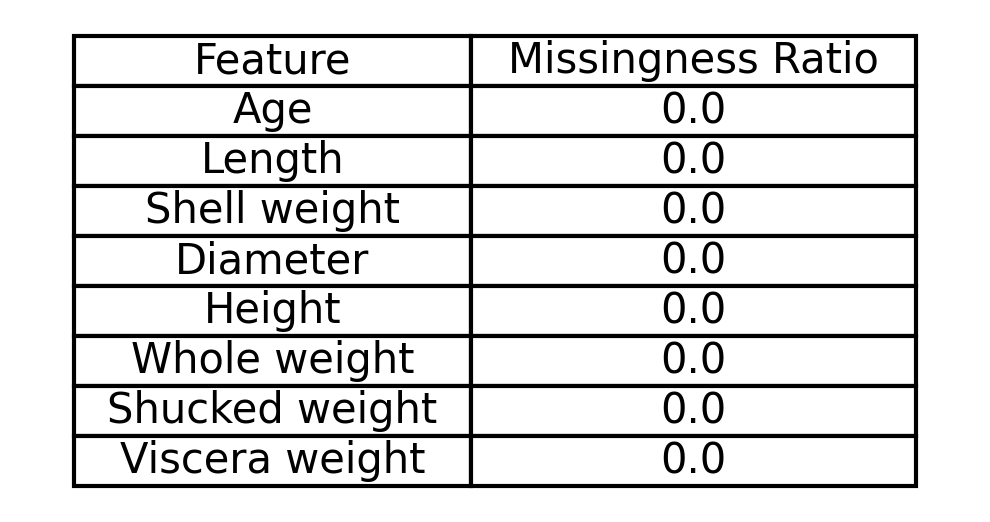 Feature Missingness Ratio
Age 0.0
Length 0.0
Shell weight 0.0
Diameter 0.0
Height 0.0
Whole weight 0.0
Shucked weight 0.0
Viscera weight 0.0